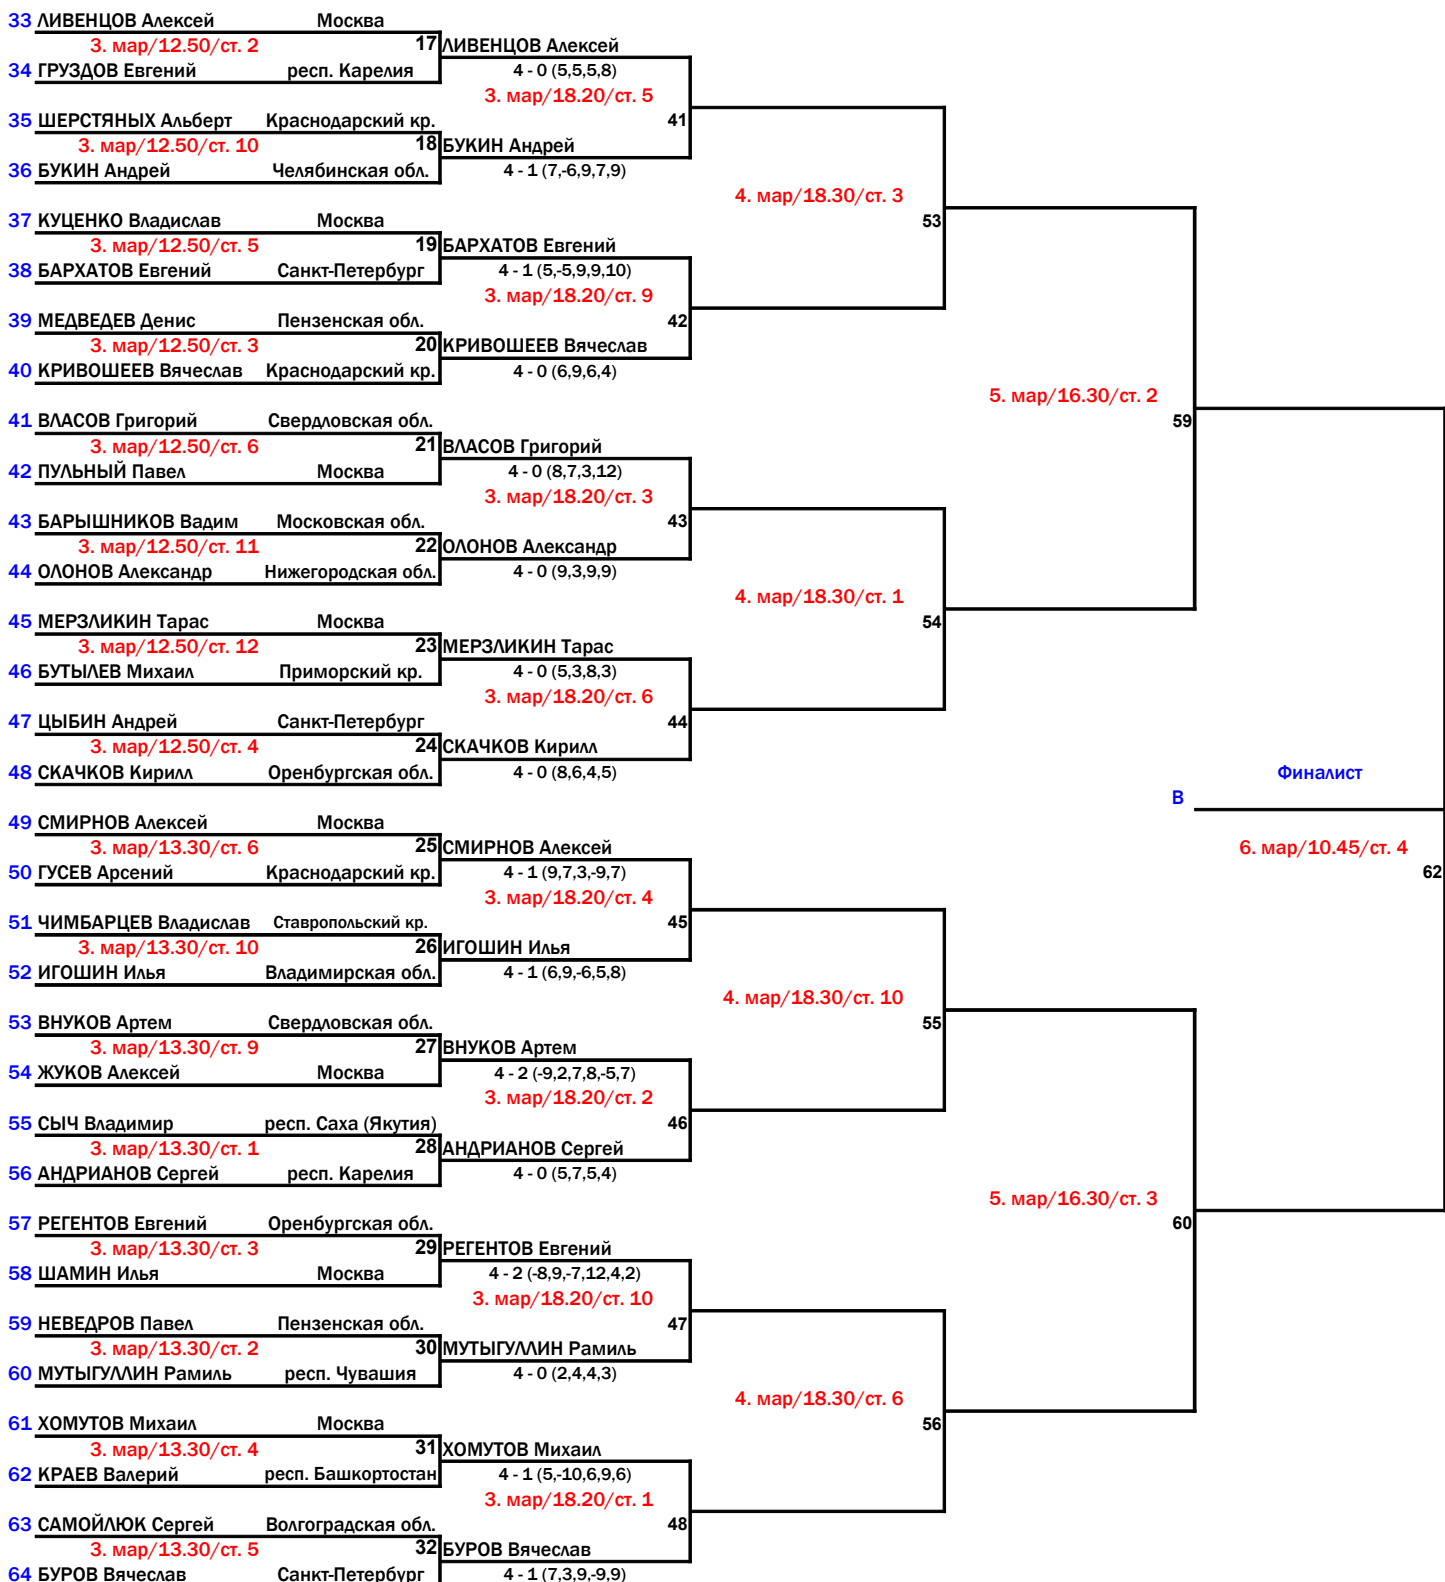 33 ЛИВЕНЦОВ Алексей Москва
3. мар/12.50/ст. 2 17 ЛИВЕНЦОВ Алексей
34 ГРУЗДОВ Евгений респ. Карелия 4 - 0 (5,5,5,8)
3. мар/18.20/ст. 5
35 ШЕРСТЯНЫХ Альберт Краснодарский кр. 41
3. мар/12.50/ст. 10 18 БУКИН Андрей
36 БУКИН Андрей Челябинская обл. 4 - 1 (7,-6,9,7,9)
4. мар/18.30/ст. 3
37 КУЦЕНКО Владислав Москва 53
3. мар/12.50/ст. 5 19 БАРХАТОВ Евгений
38 БАРХАТОВ Евгений Санкт-Петербург 4 - 1 (5,-5,9,9,10)
3. мар/18.20/ст. 9
39 МЕДВЕДЕВ Денис Пензенская обл. 42
3. мар/12.50/ст. 3 20 КРИВОШЕЕВ Вячеслав
40 КРИВОШЕЕВ Вячеслав Краснодарский кр. 4 - 0 (6,9,6,4)
5. мар/16.30/ст. 2
41 ВЛАСОВ Григорий Свердловская обл. 59
3. мар/12.50/ст. 6 21 ВЛАСОВ Григорий
42 ПУЛЬНЫЙ Павел Москва 4 - 0 (8,7,3,12)
3. мар/18.20/ст. 3
43 БАРЫШНИКОВ Вадим Московская обл. 43
3. мар/12.50/ст. 11 22 ОЛОНОВ Александр
44 ОЛОНОВ Александр Нижегородская обл. 4 - 0 (9,3,9,9)
4. мар/18.30/ст. 1
45 МЕРЗЛИКИН Тарас Москва 54
3. мар/12.50/ст. 12 23 МЕРЗЛИКИН Тарас
46 БУТЫЛЕВ Михаил Приморский кр. 4 - 0 (5,3,8,3)
3. мар/18.20/ст. 6
47 ЦЫБИН Андрей Санкт-Петербург 44
3. мар/12.50/ст. 4 24 СКАЧКОВ Кирилл
48 СКАЧКОВ Кирилл Оренбургская обл. 4 - 0 (8,6,4,5) Финалист
В
49 СМИРНОВ Алексей Москва
3. мар/13.30/ст. 6 25 СМИРНОВ Алексей 6. мар/10.45/ст. 4
50 ГУСЕВ Арсений Краснодарский кр. 4 - 1 (9,7,3,-9,7) 62
3. мар/18.20/ст. 4
51 ЧИМБАРЦЕВ Владислав Ставропольский кр. 45
3. мар/13.30/ст. 10 26 ИГОШИН Илья
52 ИГОШИН Илья Владимирская обл. 4 - 1 (6,9,-6,5,8)
4. мар/18.30/ст. 10
53 ВНУКОВ Артем Свердловская обл. 55
3. мар/13.30/ст. 9 27 ВНУКОВ Артем
54 ЖУКОВ Алексей Москва 4 - 2 (-9,2,7,8,-5,7)
3. мар/18.20/ст. 2
55 СЫЧ Владимир респ. Саха (Якутия) 46
3. мар/13.30/ст. 1 28 АНДРИАНОВ Сергей
56 АНДРИАНОВ Сергей респ. Карелия 4 - 0 (5,7,5,4)
5. мар/16.30/ст. 3
57 РЕГЕНТОВ Евгений Оренбургская обл. 60
3. мар/13.30/ст. 3 29 РЕГЕНТОВ Евгений
58 ШАМИН Илья Москва 4 - 2 (-8,9,-7,12,4,2)
3. мар/18.20/ст. 10
59 НЕВЕДРОВ Павел Пензенская обл. 47
3. мар/13.30/ст. 2 30 МУТЫГУЛЛИН Рамиль
60 МУТЫГУЛЛИН Рамиль респ. Чувашия 4 - 0 (2,4,4,3)
4. мар/18.30/ст. 6
61 ХОМУТОВ Михаил Москва 56
3. мар/13.30/ст. 4 31 ХОМУТОВ Михаил
62 КРАЕВ Валерий респ. Башкортостан 4 - 1 (5,-10,6,9,6)
3. мар/18.20/ст. 1
63 САМОЙЛЮК Сергей Волгоградская обл. 48
3. мар/13.30/ст. 5 32 БУРОВ Вячеслав
64 БУРОВ Вячеслав Санкт-Петербург 4 - 1 (7,3,9,-9,9)